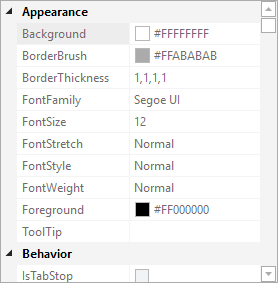 Appearance
Background #FFFFFFFF
BorderBrush #FFABABAB
BorderThickness 1,1,1,1
FontFamily Segoe UI
FontSize 12
FontStretch Normal
FontStyle Normal
FontWeight Normal
Foreground #FF000000
ToolTip
Behavior
IsTabStop